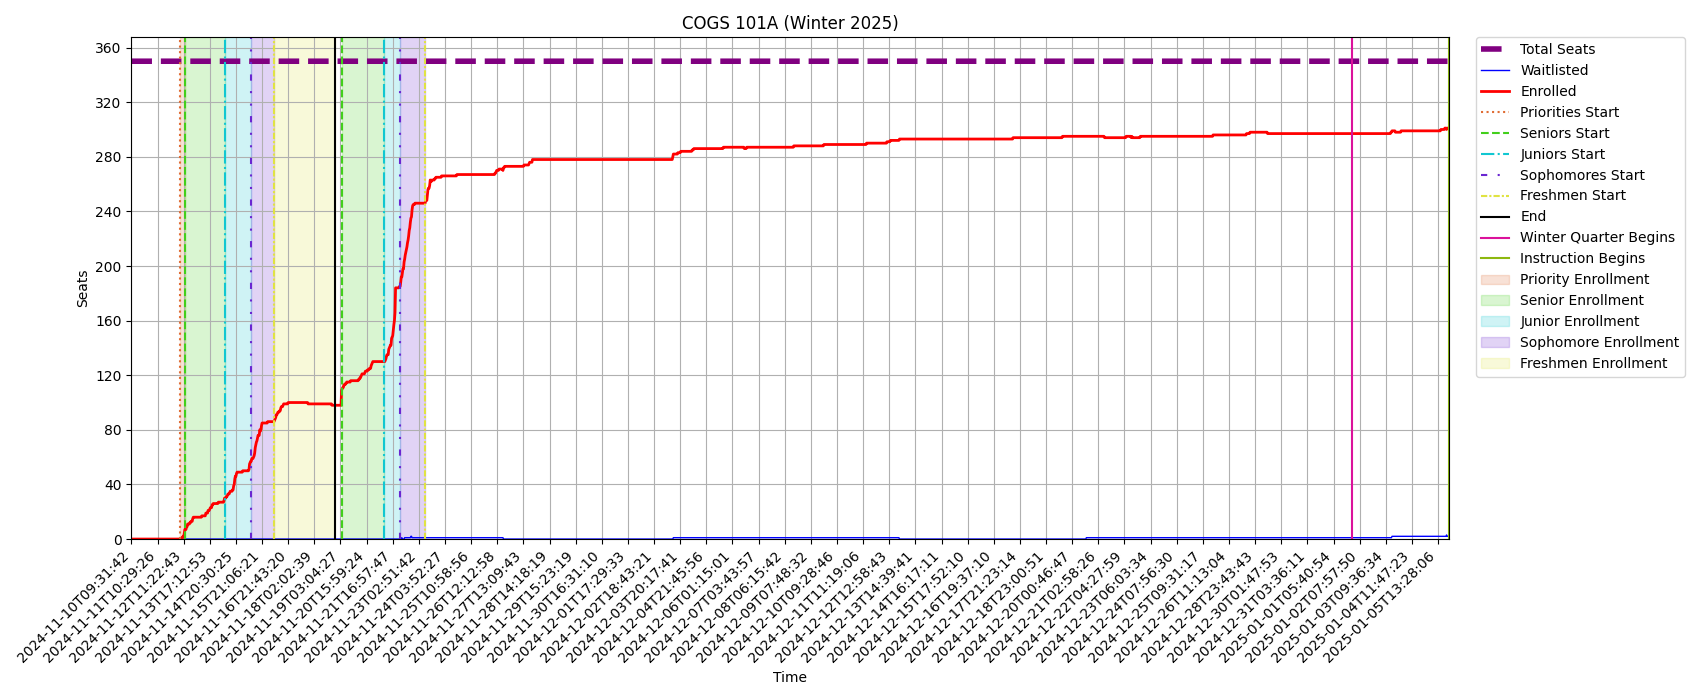 COGS 101A (Winter 2025)
Seats
360
320
280
240
200
160
120
80
40
0
2024-11-10T09:31:42
2024-11-11T10:29:26
2024-11-12T11:22:43
2024-11-13T17:12:53
2024-11-14T20:30:25
2024-11-15T21:06:21
2024-11-16T21:43:20
2024-11-18T02:02:39
2024-11-19T03:04:27
2024-11-20T15:59:24
2024-11-21T16:57:47
2024-11-23T03:51:42
2024-11-24T03:52:27
2024-11-25T10:58:56
2024-11-26T12:12:58
2024-11-27T13:09:43
2024-11-28T14:18:19
2024-11-29T15:23:19
2024-11-30T16:31:10
2024-12-01T17:29:33
2024-12-02T18:43:21
2024-12-03T20:17:41
2024-12-04T21:45:56
2024-12-06T01:15:01
2024-12-07T03:43:57
2024-12-08T06:15:42
2024-12-09T07:48:32
2024-12-10T09:28:46
2024-12-11T11:19:06
2024-12-12T12:58:43
2024-12-13T14:39:41
2024-12-14T16:17:11
2024-12-15T17:52:10
2024-12-16T19:37:10
2024-12-17T21:23:14
2024-12-18T23:00:51
2024-12-20T00:46:47
2024-12-21T02:58:26
2024-12-22T04:27:59
2024-12-23T06:03:34
2024-12-24T07:56:30
2024-12-25T09:31:17
2024-12-26T11:13:04
2024-12-28T23:43:43
2024-12-30T01:47:53
2024-12-31T03:36:11
2025-01-01T05:40:54
2025-01-02T07:57:50
2025-01-03T09:36:34
2025-01-04T11:47:23
2025-01-05T13:28:06
Time
Total Seats
Waitlisted
Enrolled
Priorities Start
Seniors Start
Juniors Start
Sophomores Start
Freshmen Start
End
Winter Quarter Begins
Instruction Begins
Priority Enrollment
Senior Enrollment
Junior Enrollment
Sophomore Enrollment
Freshmen Enrollment